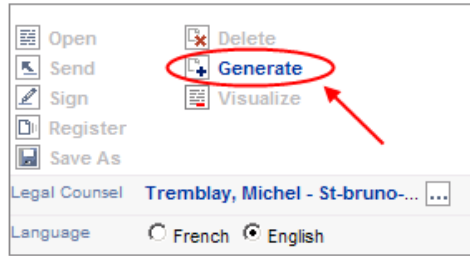 Open Delete
Send Generate
Sign Visualize
Register
Save As
Legal Counsel Tremblay, Michel - St-bruno-... ...
Language French English